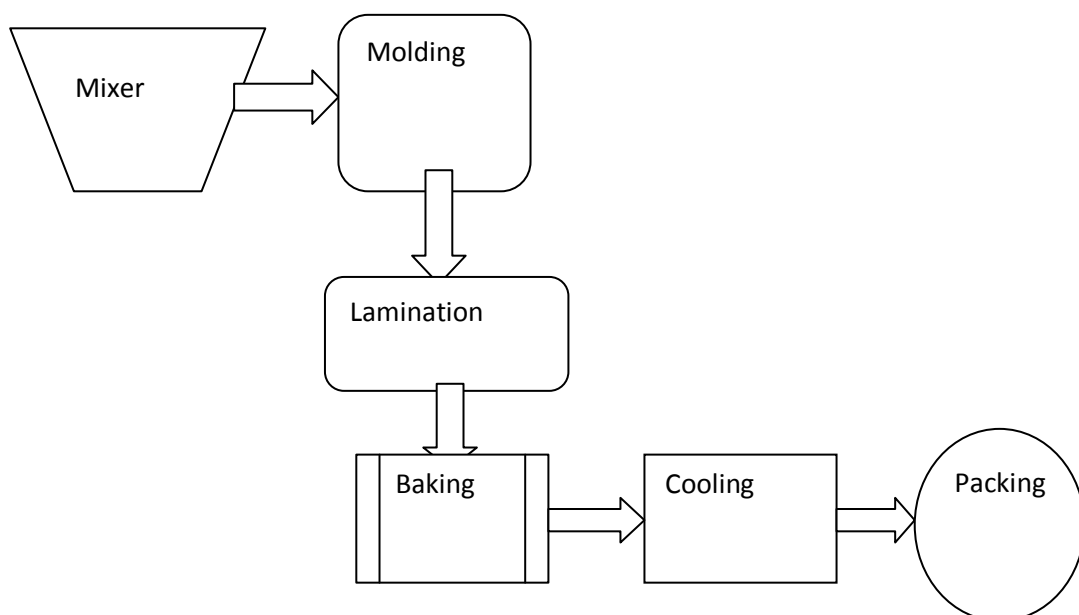 Mixer
Molding
Lamination
Baking
Cooling
Packing